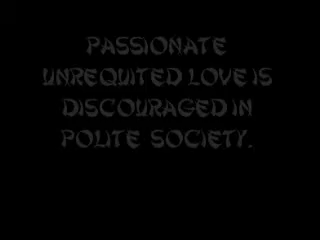 PASSIONATE
UNREQUITED LOVE IS
DISCOURAGED IN
POLITE SOCIETY.